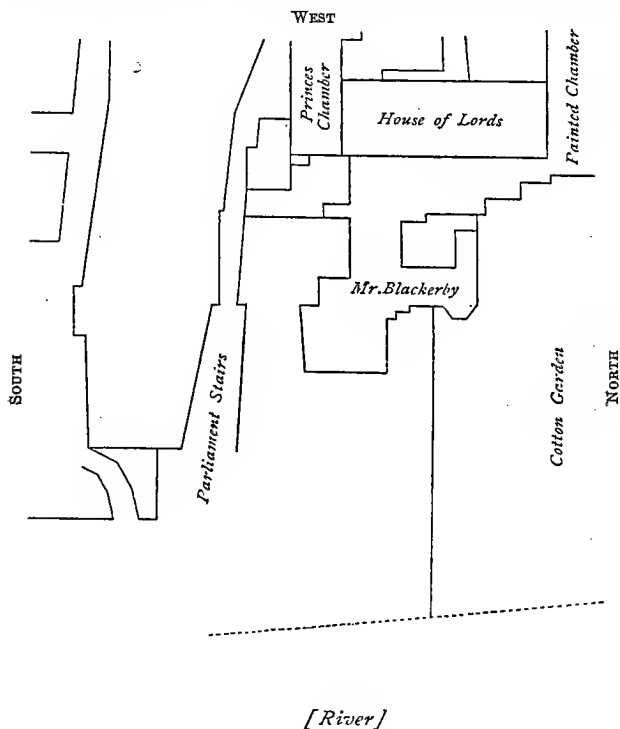 WEST
Princes
Chamber
House of Lords
Painted Chamber
Mr. Blackerby
SOUTH
Parliament Stairs
Cotton Garden
NORTH
[River]